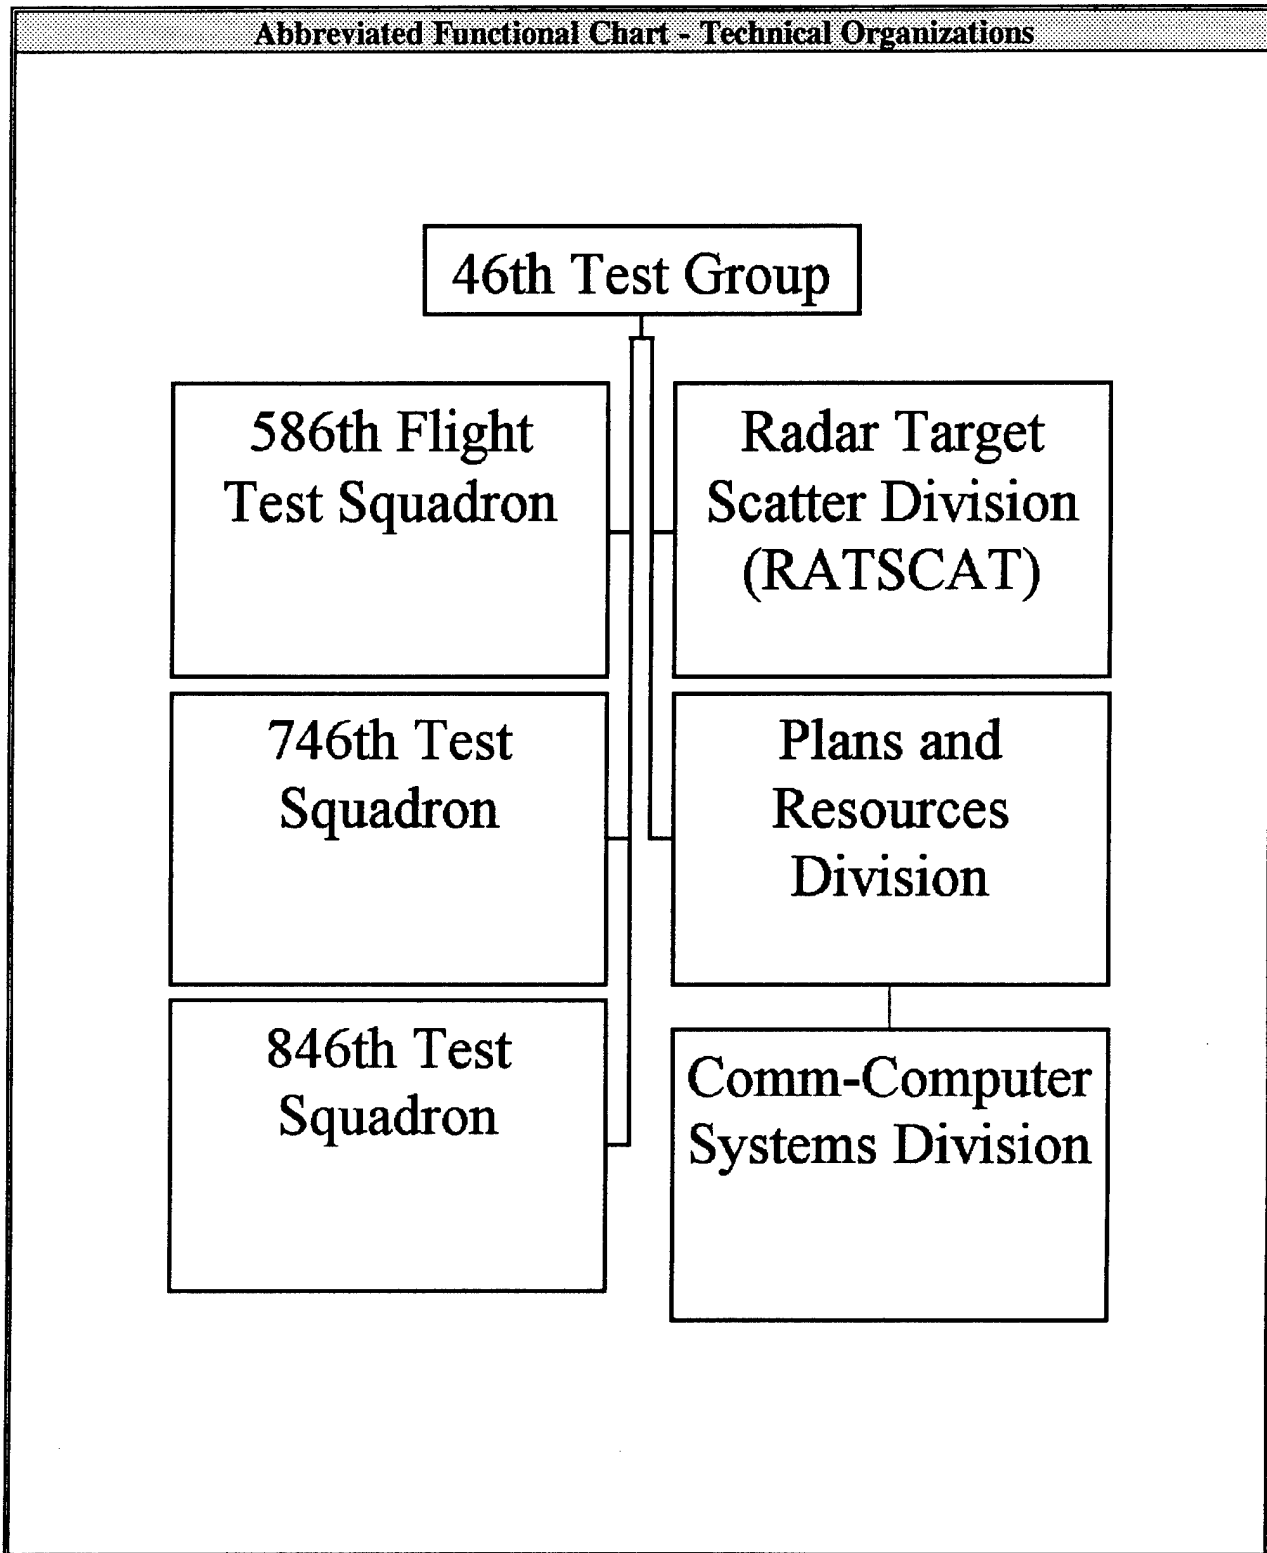 Abbreviated Functional Chart - Technical Organizations
46th Test Group
586th Flight
Test Squadron
Radar Target
Scatter Division
(RATSCAT)
746th Test
Squadron
Plans and
Resources
Division
846th Test
Squadron
Comm-Computer
Systems Division